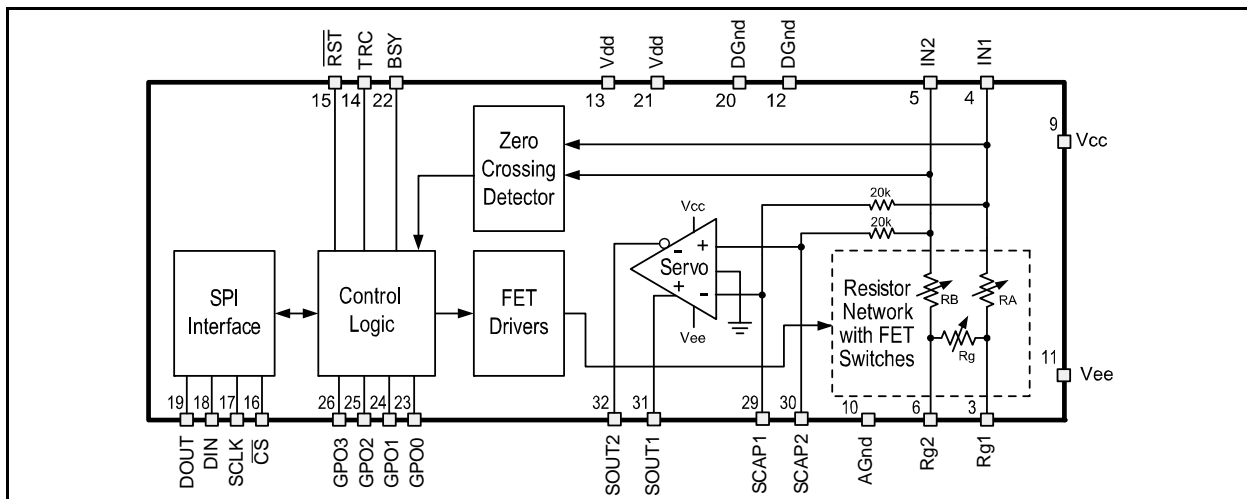 RST
TRC
BSY
Vdd
Vdd
DGnd
DGnd
IN2
IN1
15
14
22
13
21
20
12
5
4
9
Vcc
Zero
Crossing
Detector
20k
20k
Vcc
+
-
Servo
+
-
Vee
SPI
Interface
Control
Logic
FET
Drivers
Resistor
Network
with FET
Switches
RB
RA
Rg
11
Vee
19
18
17
16
26
25
24
23
32
31
29
30
10
6
3
DOUT
DIN
SCLK
CS
GPO3
GPO2
GPO1
GPO0
SOUT2
SOUT1
SCAP1
SCAP2
AGnd
Rg2
Rg1